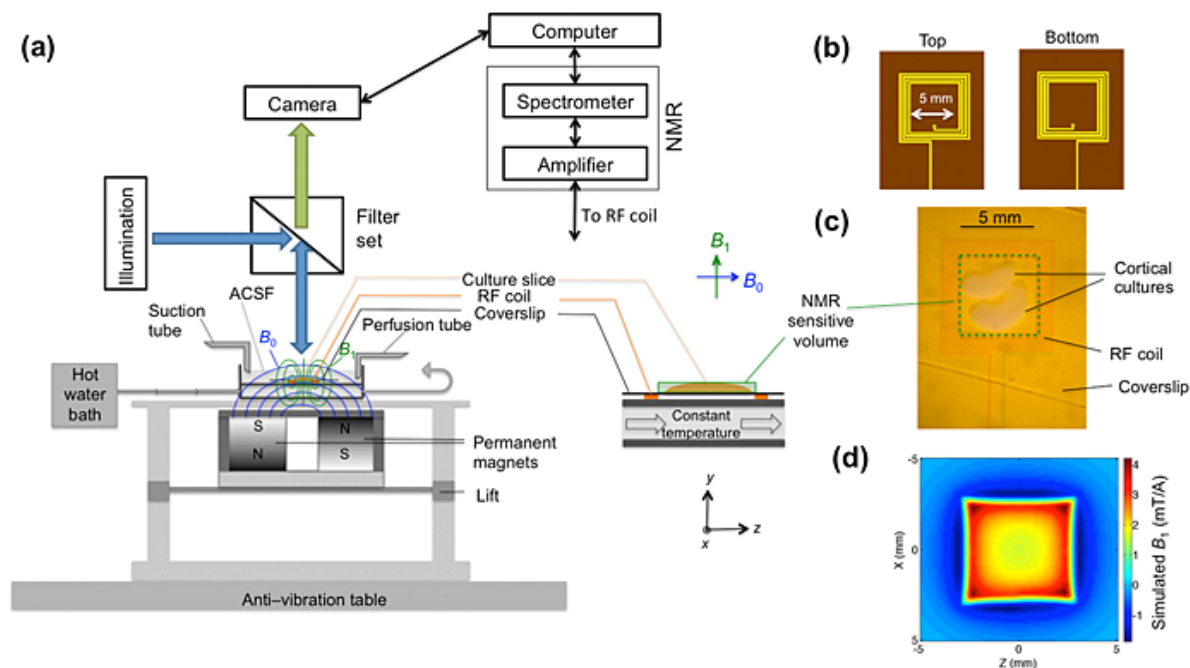 (a)
Computer
Camera
Spectrometer
Amplifier
NMR
To RF coil
Illumination
Filter
set
Culture slice
RF coil
Coverslip
ACSF
Suction
tube
Perfusion tube
B0
B1
Hot
water
bath
S
N
N
S
Permanent
magnets
Lift
Anti–vibration table
B1
B0
Constant
temperature
y
z
x
NMR
sensitive
volume
(b)
Top
Bottom
5 mm
(c)
5 mm
Cortical
cultures
RF coil
Coverslip
(d)
-5
0
5
X (mm)
-5
0
5
Z (mm)
4
3
2
1
0
-1
Simulated B1 (mT/A)